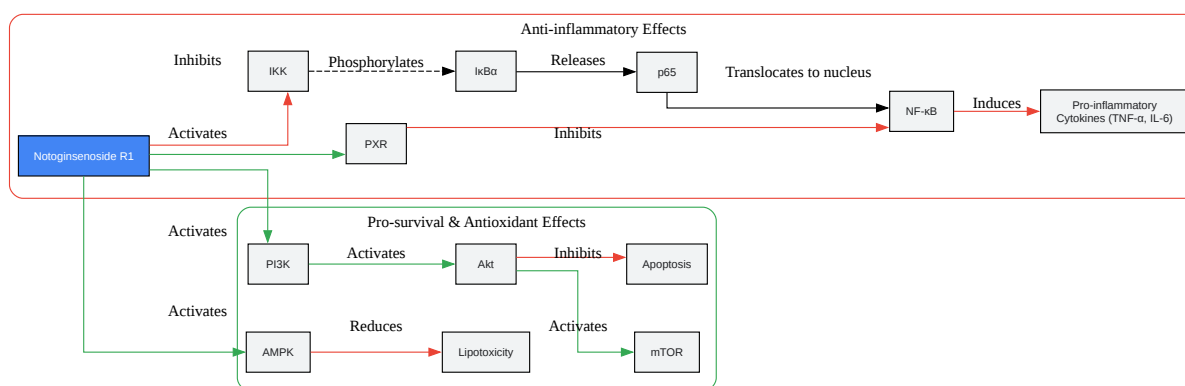 Anti-inflammatory Effects
Inhibits
IKK
Phosphorylates
IκBα
Releases
p65
Translocates to nucleus
NF-κB
Induces
Pro-inflammatory
Cytokines (TNF-α, IL-6)
Activates
PXR
Inhibits
Notoginsenoside R1
Pro-survival & Antioxidant Effects
Activates
PI3K
Activates
Akt
Inhibits
Apoptosis
Activates
AMPK
Reduces
Lipotoxicity
Activates
mTOR